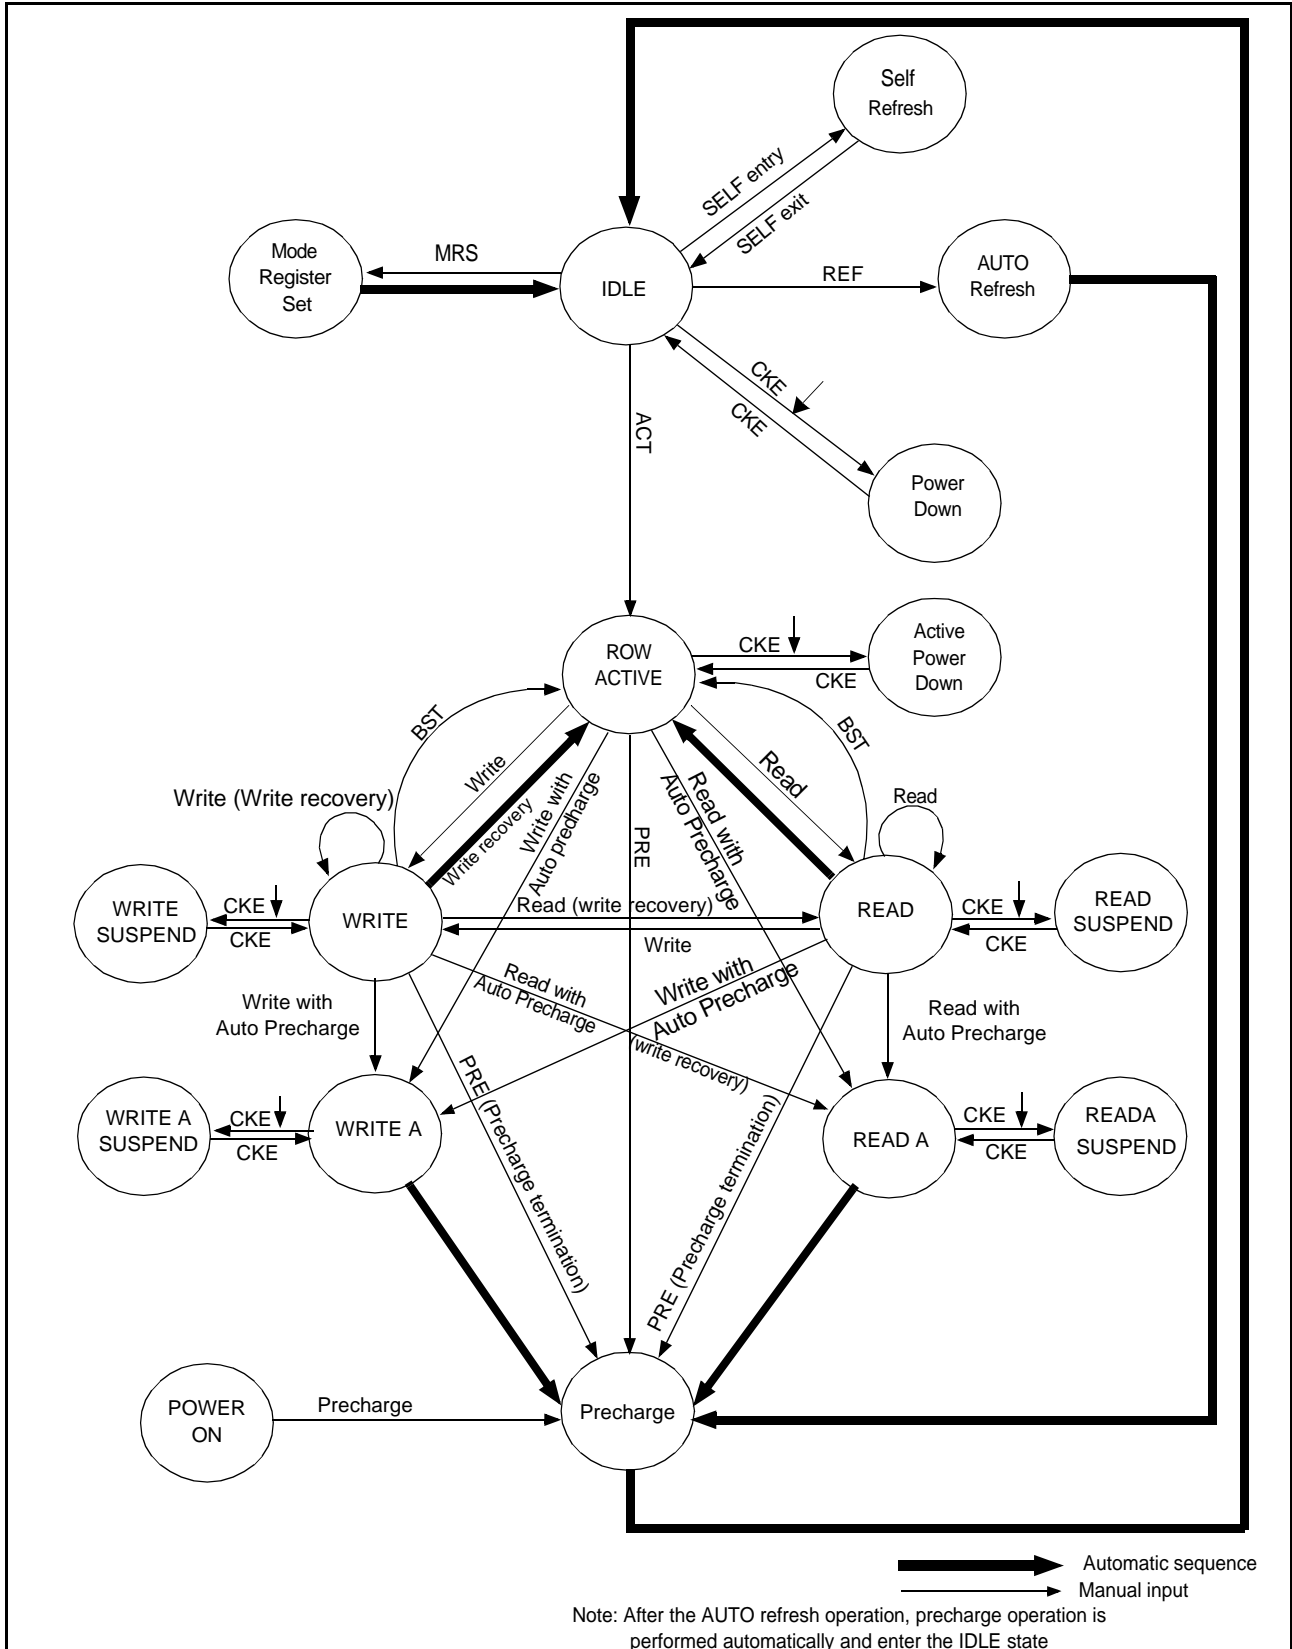 Self
Refresh
SELF entry
SELF exit
Mode
Register
Set
MRS
IDLE
REF
AUTO
Refresh
CKE
CKE
ACT
Power
Down
ROW
ACTIVE
CKE
CKE
Active
Power
Down
BST
Write
Write recovery
Write with
Auto predharge
PRE
Read with
Auto Precharge
Read
BST
Write (Write recovery)
Read
WRITE
SUSPEND
CKE
CKE
WRITE
Read (write recovery)
Write
READ
CKE
CKE
READ
SUSPEND
Write with
Auto Precharge
Read with
Auto Precharge
(write recovery)
Write with
Auto Precharge
Read with
Auto Precharge
WRITE A
SUSPEND
CKE
CKE
WRITE A
PRE (Precharge termination)
PRE (Precharge termination)
READ A
CKE
CKE
READA
SUSPEND
POWER
ON
Precharge
Precharge
Automatic sequence
Manual input
Note: After the AUTO refresh operation, precharge operation is
performed automatically and enter the IDLE state